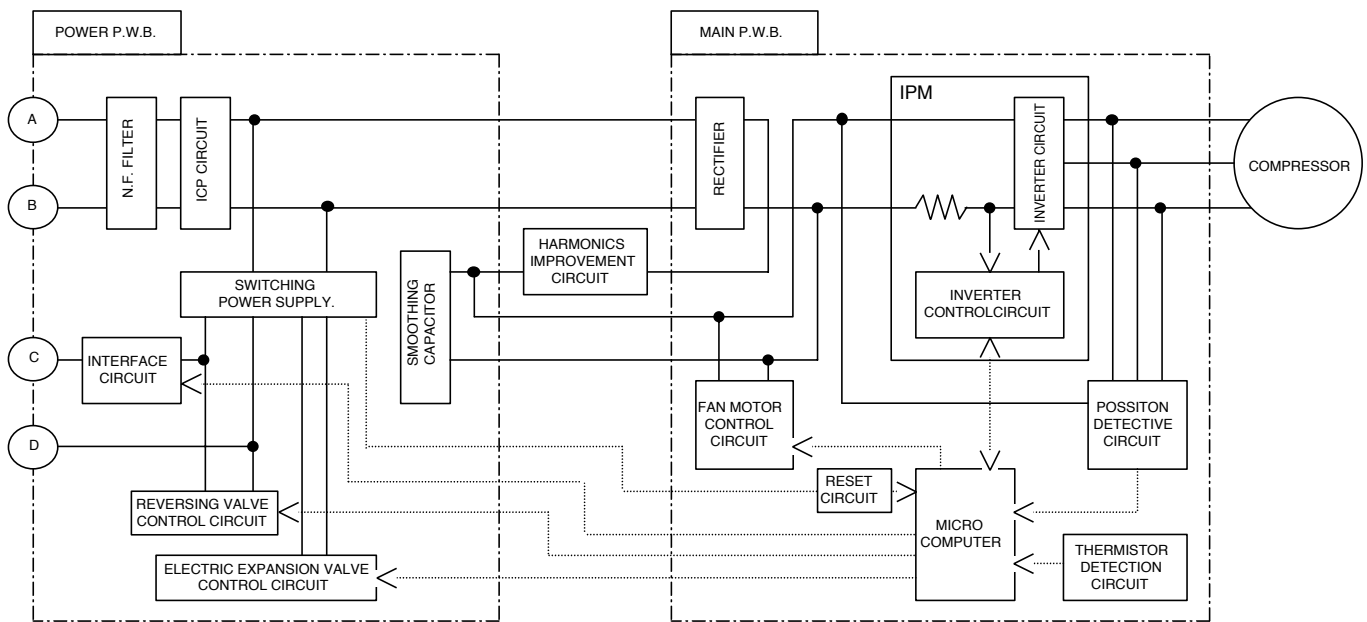 POWER P.W.B.
MAIN P.W.B.
A
B
C
D
N.F. FILTER
ICP CIRCUIT
SWITCHING
POWER SUPPLY.
INTERFACE
CIRCUIT
REVERSING VALVE
CONTROL CIRCUIT
ELECTRIC EXPANSION VALVE
CONTROL CIRCUIT
SMOOTHING
CAPACITOR
HARMONICS
IMPROVEMENT
CIRCUIT
RECTIFIER
IPM
INVERTER CIRCUIT
INVERTER
CONTROLCIRCUIT
COMPRESSOR
FAN MOTOR
CONTROL
CIRCUIT
POSSITON
DETECTIVE
CIRCUIT
RESET
CIRCUIT
MICRO
COMPUTER
THERMISTOR
DETECTION
CIRCUIT